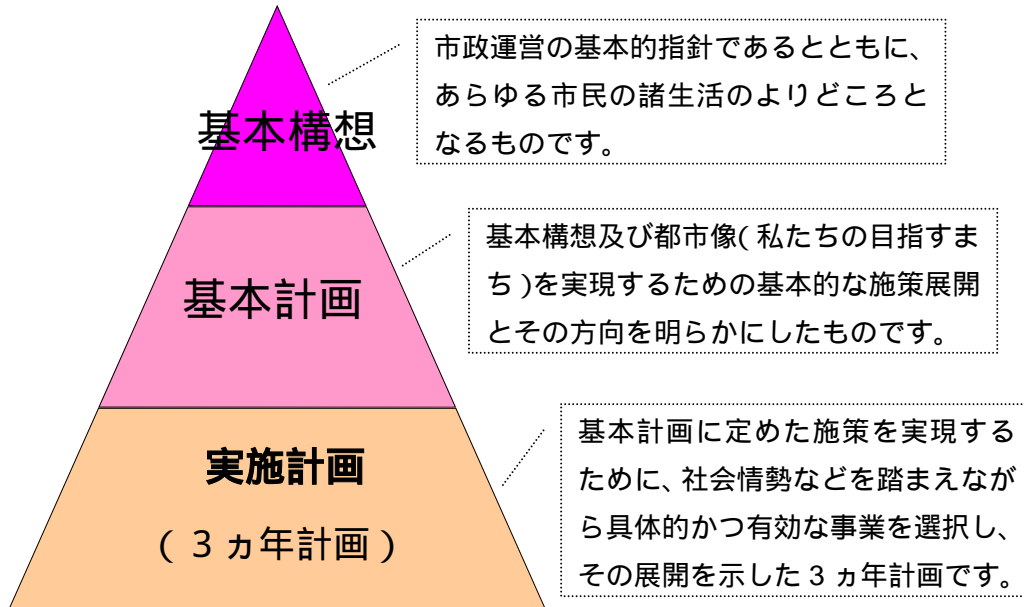 基本構想
市政運営の基本的指針であるとともに、
あらゆる市民の諸生活のよりどころと
なるものです。
基本計画
基本構想及び都市像(私たちの目指すま
ち)を実現するための基本的な施策展開
とその方向を明らかにしたものです。
実施計画
(3ヵ年計画)
基本計画に定めた施策を実現する
ために、社会情勢などを踏まえなが
ら具体的かつ有効な事業を選択し、
その展開を示した3ヵ年計画です。